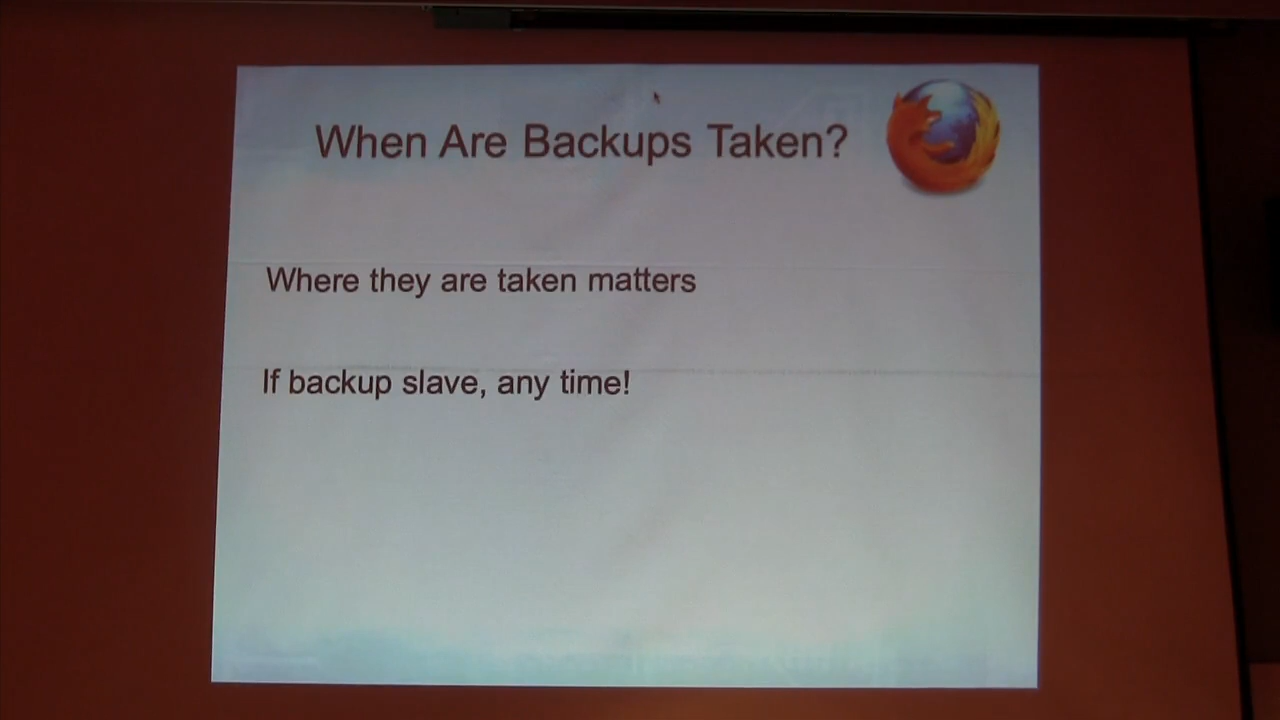 When Are Backups Taken?
Where they are taken matters
If backup slave, any time!